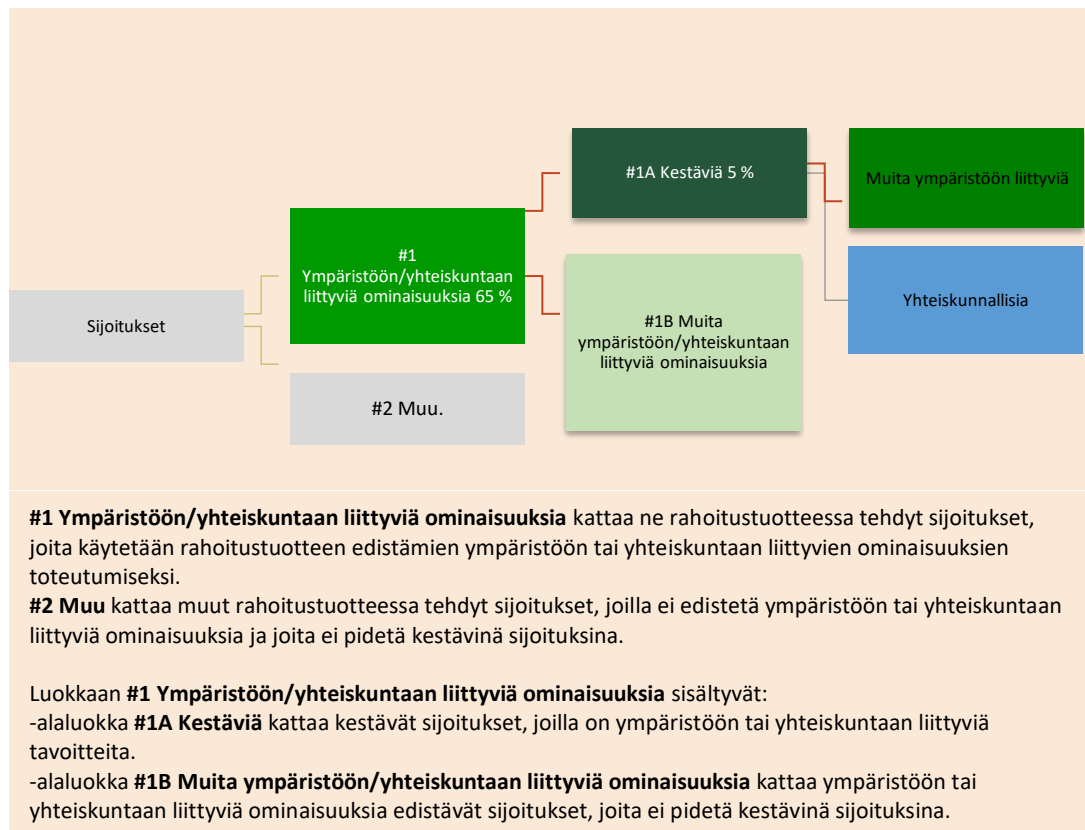 #1A Kestäviä 5 %
Muita ympäristöön liittyviä
#1
Ympäristöön/yhteiskuntaan
liittyviä ominaisuuksia 65 %
Yhteiskunnallisia
Sijoitukset
#1B Muita
ympäristöön/yhteiskuntaan
liittyviä ominaisuuksia
#2 Muu.
#1 Ympäristöön/yhteiskuntaan liittyviä ominaisuuksia kattaa ne rahoitustuotteessa tehdyt sijoitukset,
joita käytetään rahoitustuotteen edistämien ympäristöön tai yhteiskuntaan liittyvien ominaisuuksien
toteutumiseksi.
#2 Muu kattaa muut rahoitustuotteessa tehdyt sijoitukset, joilla ei edistetä ympäristöön tai yhteiskuntaan
liittyviä ominaisuuksia ja joita ei pidetä kestävinä sijoituksina.
Luokkaan #1 Ympäristöön/yhteiskuntaan liittyviä ominaisuuksia sisältyvät:
-alaluokka #1A Kestäviä kattaa kestävät sijoitukset, joilla on ympäristöön tai yhteiskuntaan liittyviä
tavoitteita.
-alaluokka #1B Muita ympäristöön/yhteiskuntaan liittyviä ominaisuuksia kattaa ympäristöön tai
yhteiskuntaan liittyviä ominaisuuksia edistävät sijoitukset, joita ei pidetä kestävinä sijoituksina.